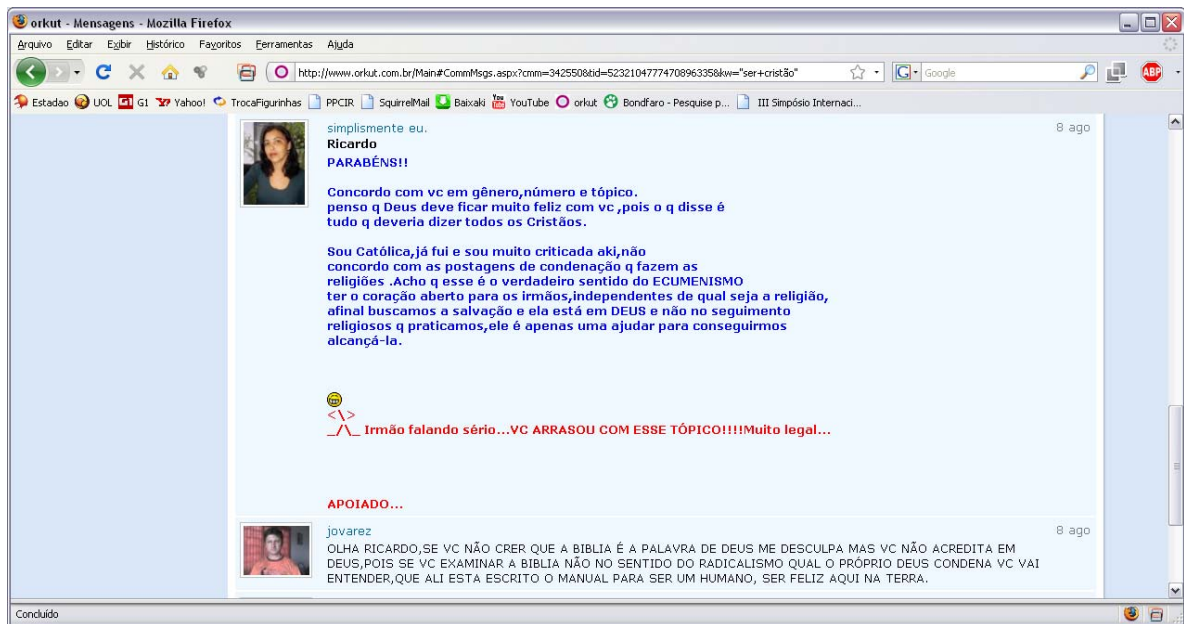 orkut - Mensagens - Mozilla Firefox
Arquivo Editar Exibir Histórico Favoritos Ferramentas Ajuda
http://www.orkut.com.br/Main#CommMsgs.aspx?cmm=342550&tid=5232104777470896335&kw="ser+cristão"
Google
ABP
Estadao UOL G1 Yahoo! TrocaFigurinhas PPCIR SquirrelMail Baixaki YouTube orkut Bondfaro - Pesquise p... III Simpósio Internaci...
simplismente eu. 8 ago
Ricardo
PARABÉNS!!
Concordo com vc em gênero,número e tópico.
penso q Deus deve ficar muito feliz com vc ,pois o q disse é
tudo q deveria dizer todos os Cristãos.
Sou Católica,já fui e sou muito criticada aki,não
concordo com as postagens de condenação q fazem as
religiões .Acho q esse é o verdadeiro sentido do ECUMENISMO
ter o coração aberto para os irmãos,independentes de qual seja a religião,
afinal buscamos a salvação e ela está em DEUS e não no seguimento
religiosos q praticamos,ele é apenas uma ajudar para conseguirmos
alcançá-la.
<\>
_/\_ Irmão falando sério...VC ARRASOU COM ESSE TÓPICO!!!!Muito legal...
APOIADO...
jovarez 8 ago
OLHA RICARDO,SE VC NÃO CRER QUE A BIBLIA É A PALAVRA DE DEUS ME DESCULPA MAS VC NÃO ACREDITA EM
DEUS,POIS SE VC EXAMINAR A BIBLIA NÃO NO SENTIDO DO RADICALISMO QUAL O PRÓPRIO DEUS CONDENA VC VAI
ENTENDER,QUE ALI ESTA ESCRITO O MANUAL PARA SER UM HUMANO, SER FELIZ AQUI NA TERRA.
Concluído